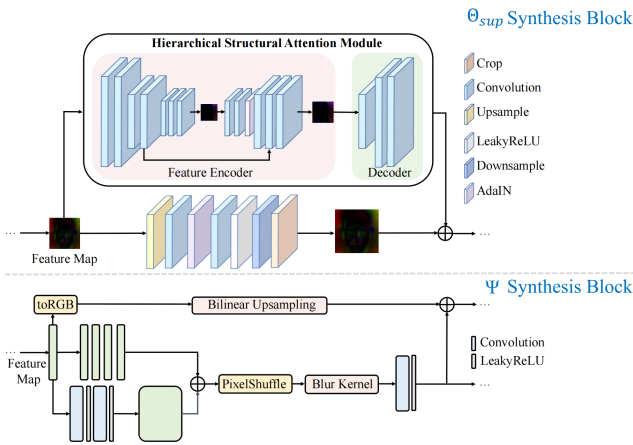 Θsup Synthesis Block
Hierarchical Structural Attention Module
Feature Encoder
Decoder
Crop
Convolution
Upsample
LeakyReLU
Downsample
AdaIN
...
Feature Map
...
Ψ Synthesis Block
toRGB
Bilinear Upsampling
...
...
Feature
Map
PixelShuffle
Blur Kernel
...
Convolution
LeakyReLU